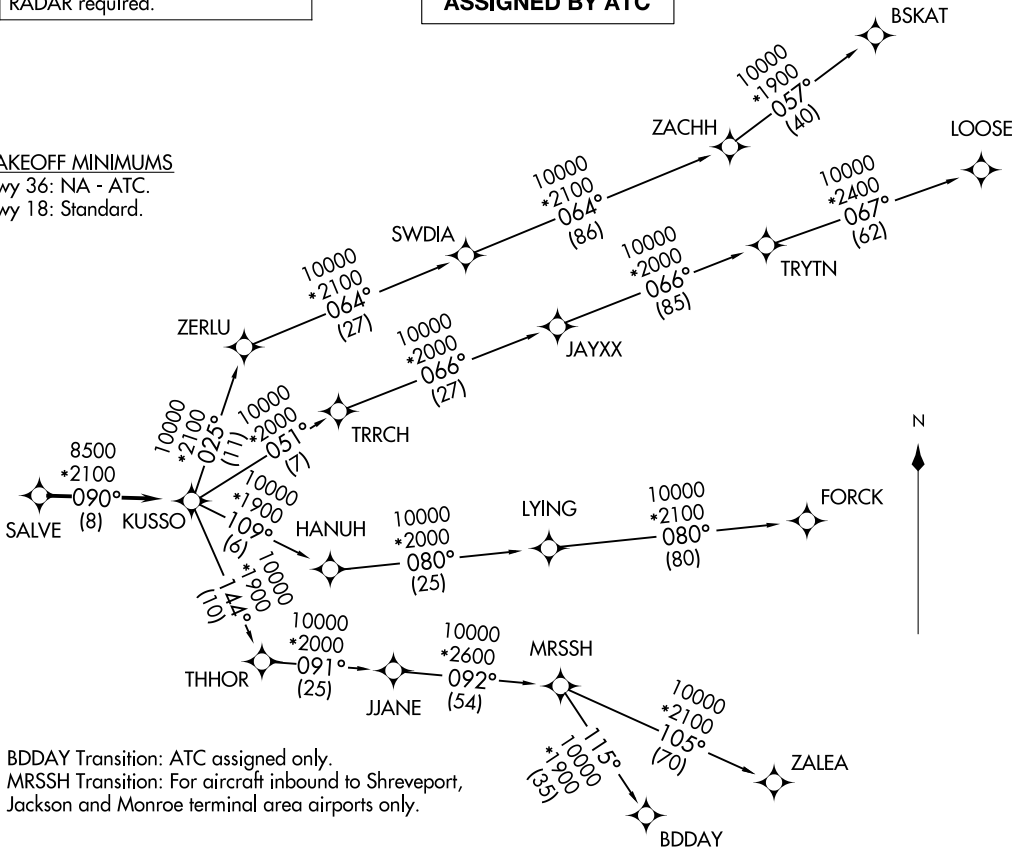 RADAR required.
ASSIGNED BY ATC
BSKAT
10000
*1900
057°
(40)
ZACHH
LOOSE
AKEOFF MINIMUMS
wy 36: NA - ATC.
wy 18: Standard.
10000
*2100
064°
(86)
10000
*2400
067°
(62)
SWDIA
TRYTN
10000
*2100
064°
(27)
10000
*2000
066°
(85)
ZERLU
JAYXX
10000
*2000
066°
(27)
TRRCH
10000
*2100
025°
(11)
10000
*2000
051°
(7)
N
8500
*2100
090°
(8)
SALVE
KUSSO
10000
*1900
109°
(6)
HANUH
10000
*2000
080°
(25)
LYING
10000
*2100
080°
(80)
FORCK
10000
*1900
144°
(10)
THHOR
10000
*2000
091°
(25)
JJANE
10000
*2600
092°
(54)
MRSSH
10000
*2100
105°
(70)
ZALEA
115°
10000
*1900
(35)
BDDAY
BDDAY Transition: ATC assigned only.
MRSSH Transition: For aircraft inbound to Shreveport,
Jackson and Monroe terminal area airports only.